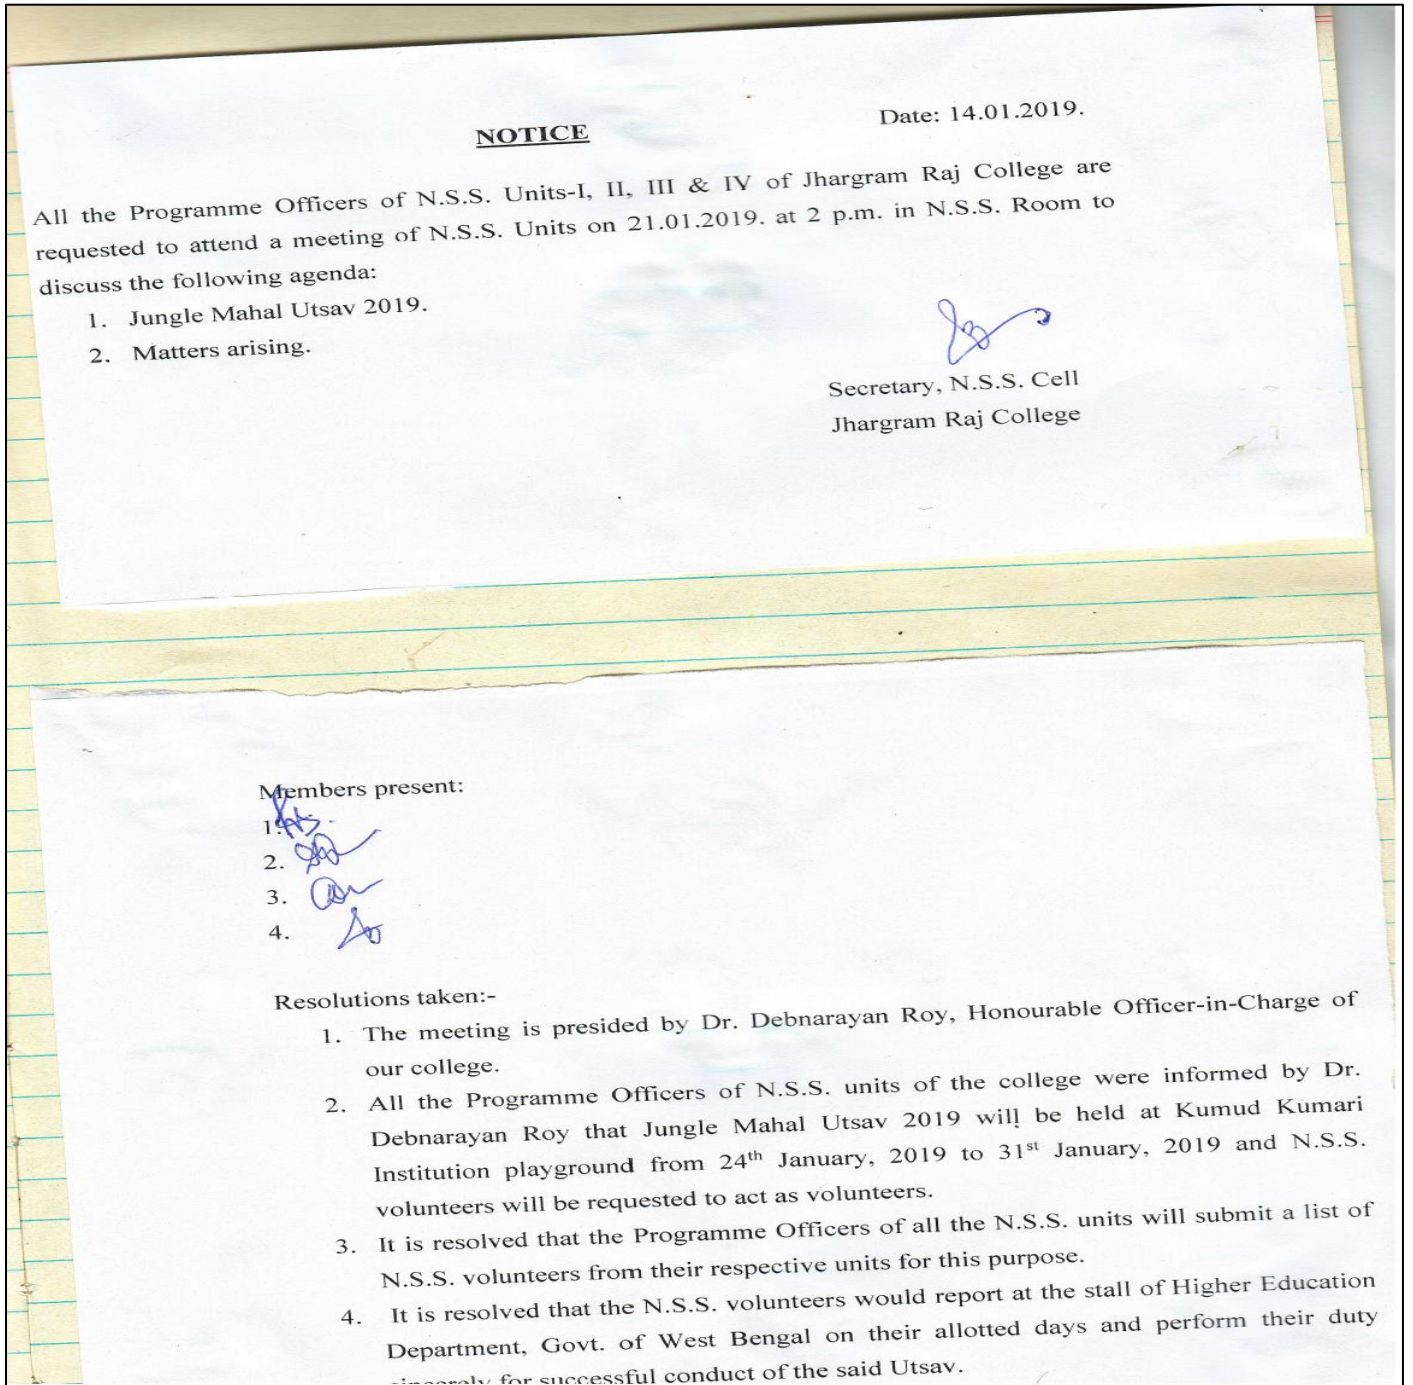 NOTICE
Date: 14.01.2019.
All the Programme Officers of N.S.S. Units-I, II, III & IV of Jhargram Raj College are
requested to attend a meeting of N.S.S. Units on 21.01.2019. at 2 p.m. in N.S.S. Room to
discuss the following agenda:
1. Jungle Mahal Utsav 2019.
2. Matters arising.
Secretary, N.S.S. Cell
Jhargram Raj College
Members present:
1.
2.
3.
4.
Resolutions taken:-
1. The meeting is presided by Dr. Debnarayan Roy, Honourable Officer-in-Charge of
our college.
2. All the Programme Officers of N.S.S. units of the college were informed by Dr.
Debnarayan Roy that Jungle Mahal Utsav 2019 will be held at Kumud Kumari
Institution playground from 24th January, 2019 to 31st January, 2019 and N.S.S.
volunteers will be requested to act as volunteers.
3. It is resolved that the Programme Officers of all the N.S.S. units will submit a list of
N.S.S. volunteers from their respective units for this purpose.
4. It is resolved that the N.S.S. volunteers would report at the stall of Higher Education
Department, Govt. of West Bengal on their allotted days and perform their duty
sincerely for successful conduct of the said Utsav.